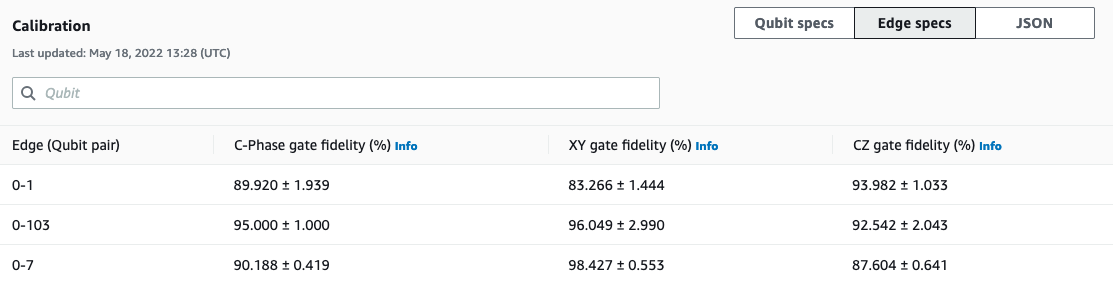 Calibration
Qubit specs Edge specs JSON
Last updated: May 18, 2022 13:28 (UTC)
Qubit
Edge (Qubit pair) C-Phase gate fidelity (%) Info XY gate fidelity (%) Info CZ gate fidelity (%) Info
0-1 89.920 ± 1.939 83.266 ± 1.444 93.982 ± 1.033
0-103 95.000 ± 1.000 96.049 ± 2.990 92.542 ± 2.043
0-7 90.188 ± 0.419 98.427 ± 0.553 87.604 ± 0.641